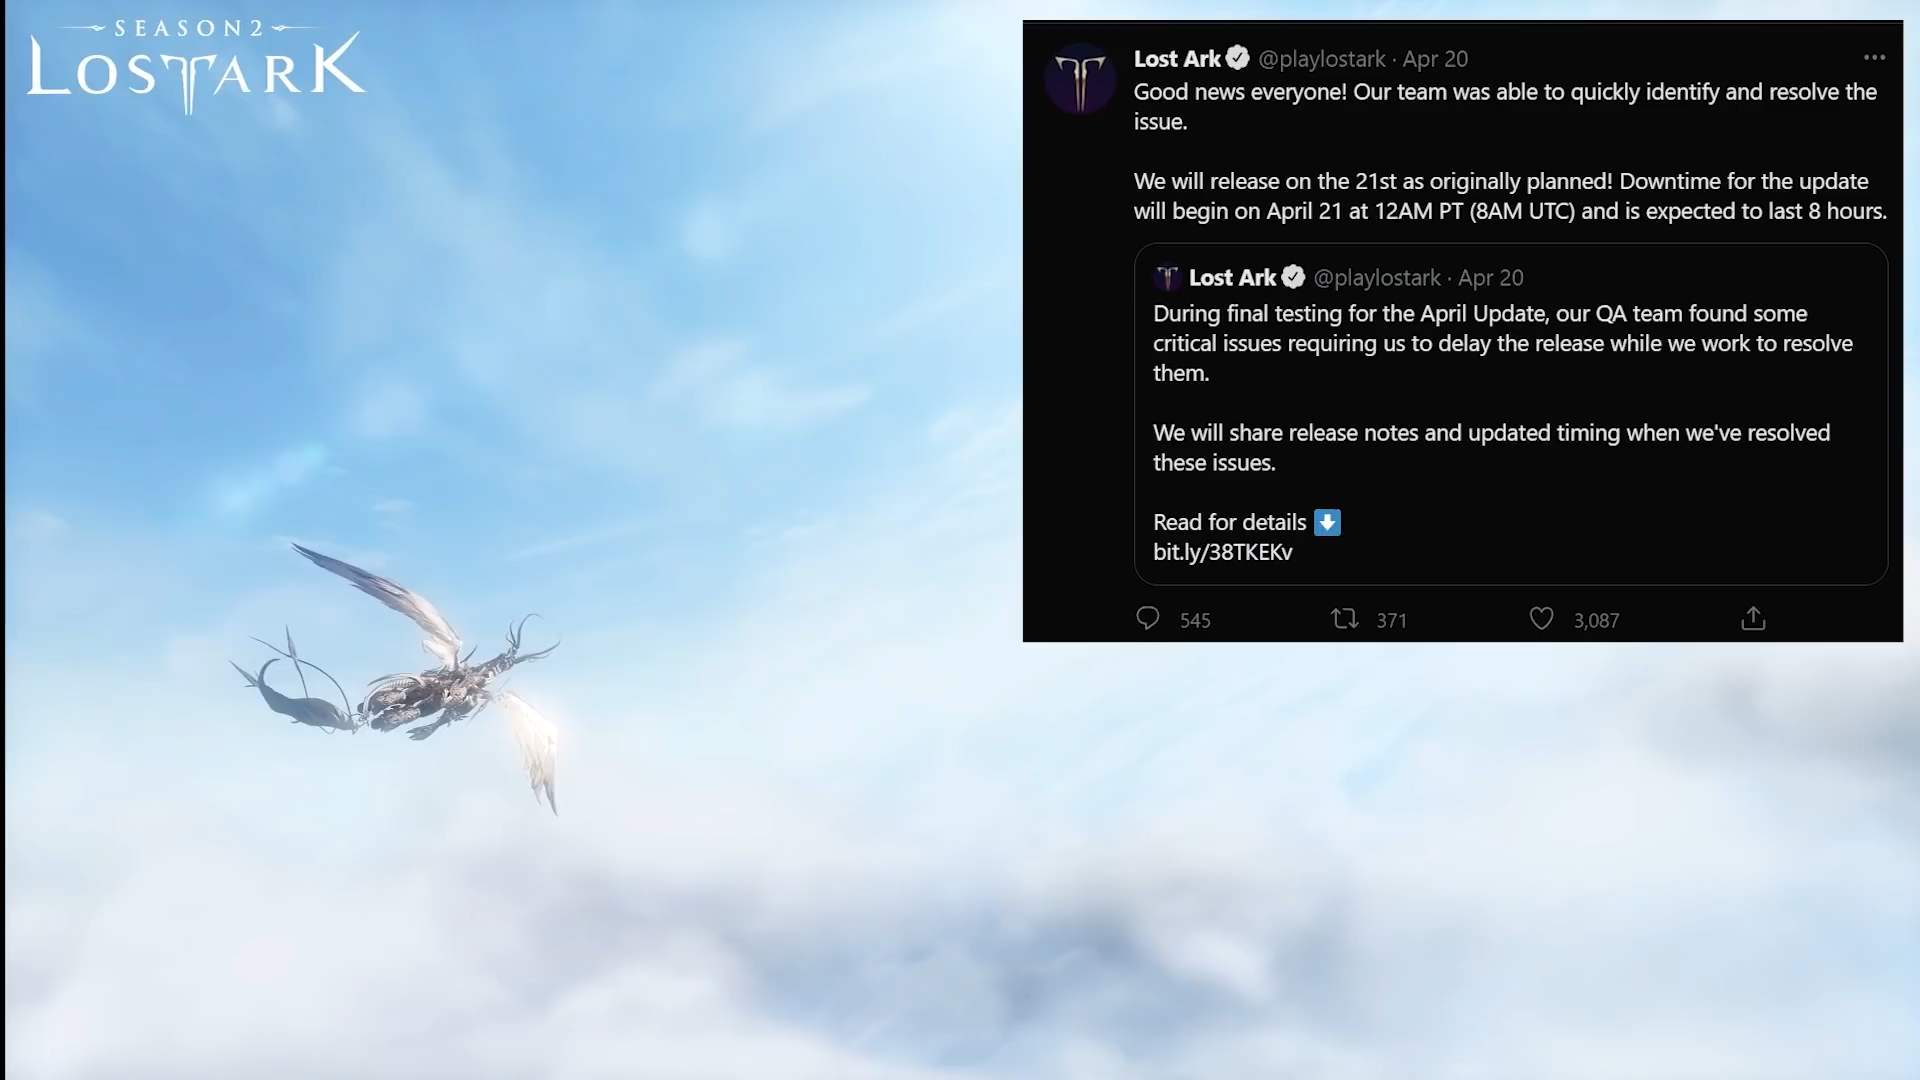 SEASON 2
LOST ARK
Lost Ark @playlostark · Apr 20
Good news everyone! Our team was able to quickly identify and resolve the
issue.
We will release on the 21st as originally planned! Downtime for the update
will begin on April 21 at 12AM PT (8AM UTC) and is expected to last 8 hours.
Lost Ark @playlostark · Apr 20
During final testing for the April Update, our QA team found some
critical issues requiring us to delay the release while we work to resolve
them.
We will share release notes and updated timing when we've resolved
these issues.
Read for details ⬇
bit.ly/38TKEKv
545 371 3,087